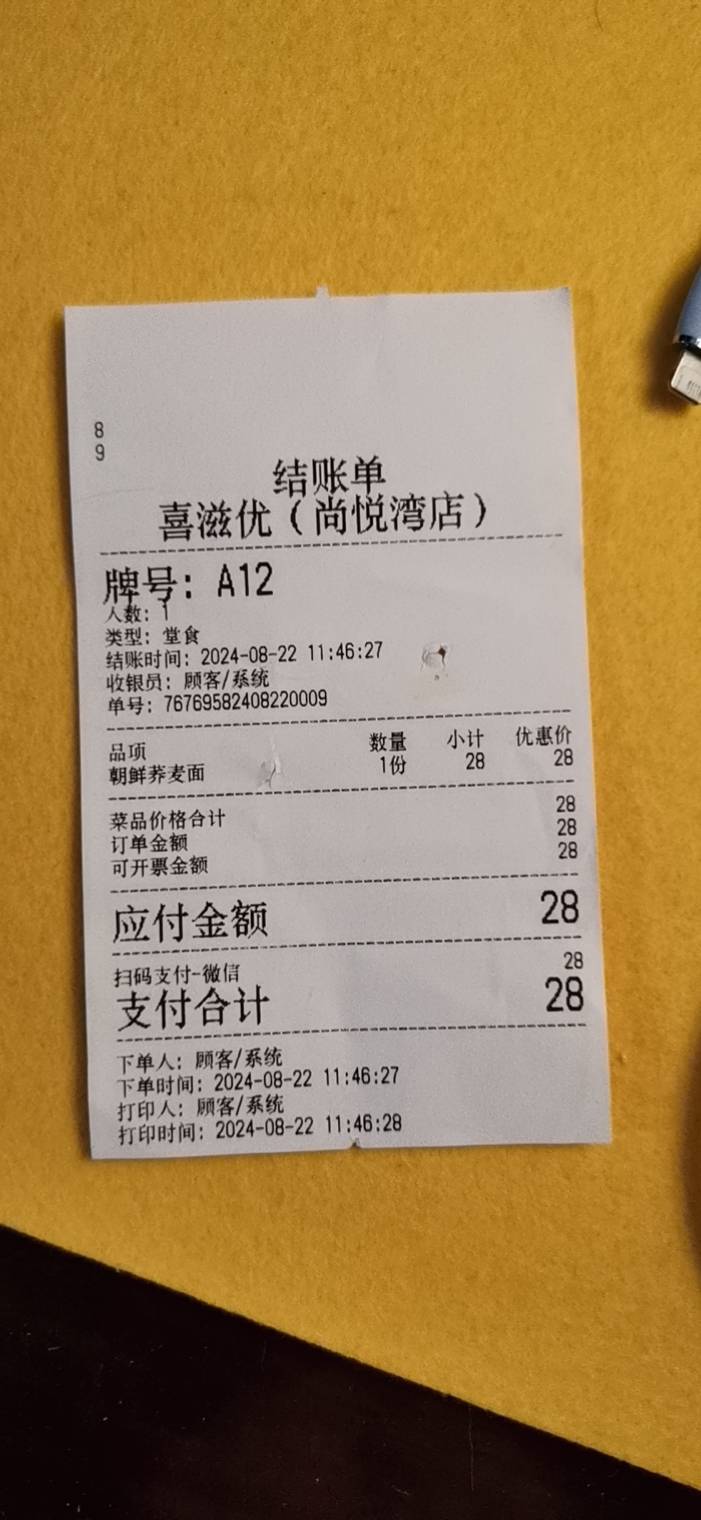 8
9
结账单
喜滋优（尚悦湾店）
牌号: A12
人数: 1
类型: 堂食
结账时间: 2024-08-22 11:46:27
收银员: 顾客/系统
单号: 76769582408220009
品项 数量 小计 优惠价
朝鲜荞麦面 1份 28 28
菜品价格合计 28
订单金额 28
可开票金额 28
应付金额 28
扫码支付-微信 28
支付合计 28
下单人: 顾客/系统
下单时间: 2024-08-22 11:46:27
打印人: 顾客/系统
打印时间: 2024-08-22 11:46:28